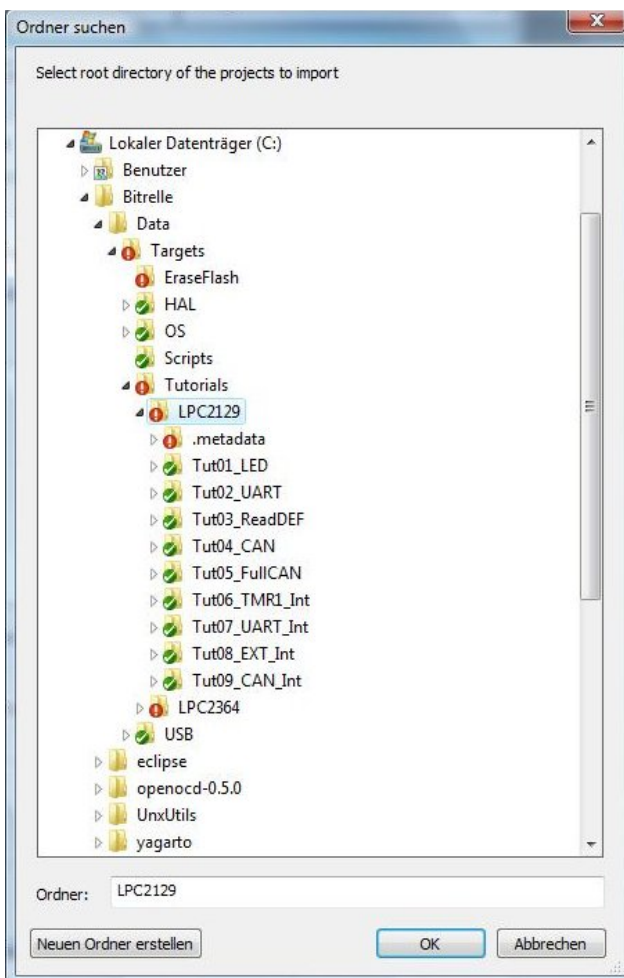 Ordner suchen
Select root directory of the projects to import
Lokaler Datenträger (C:)
Benutzer
Bitrelle
Data
Targets
EraseFlash
HAL
OS
Scripts
Tutorials
LPC2129
.metadata
Tut01_LED
Tut02_UART
Tut03_ReadDEF
Tut04_CAN
Tut05_FullCAN
Tut06_TMR1_Int
Tut07_UART_Int
Tut08_EXT_Int
Tut09_CAN_Int
LPC2364
USB
eclipse
openocd-0.5.0
UnxUtils
yagarto
Ordner: LPC2129
Neuen Ordner erstellen OK Abbrechen